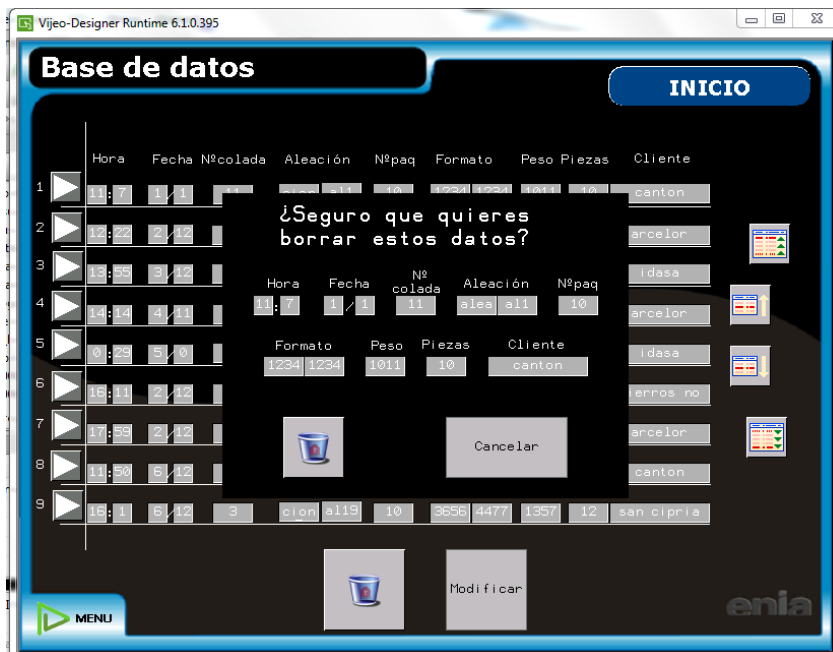 Vijeo-Designer Runtime 6.1.0.395
Base de datos
INICIO
Hora Fecha Nºcolada Aleación Nºpaq Formato Peso Piezas Cliente
1 11:7 1/1 11 cion al1 10 1234 1234 1011 10 canton
¿Seguro que quieres
borrar estos datos?
2 12:22 2/12 arcelor
3 13:55 3/12 idasa
Hora Fecha Nº colada Aleación Nºpaq
11:7 1/1 11 alea al1 10
4 14:14 4/11 arcelor
Formato Peso Piezas Cliente
1234 1234 1011 10 canton
5 0:29 5/0 idasa
6 16:11 2/12 ierros no
7 17:59 2/12 arcelor
Cancelar
8 11:50 6/12 canton
9 16:1 6/12 3 cion al19 10 3656 4477 1357 12 san cipria
Modificar
MENU
enia